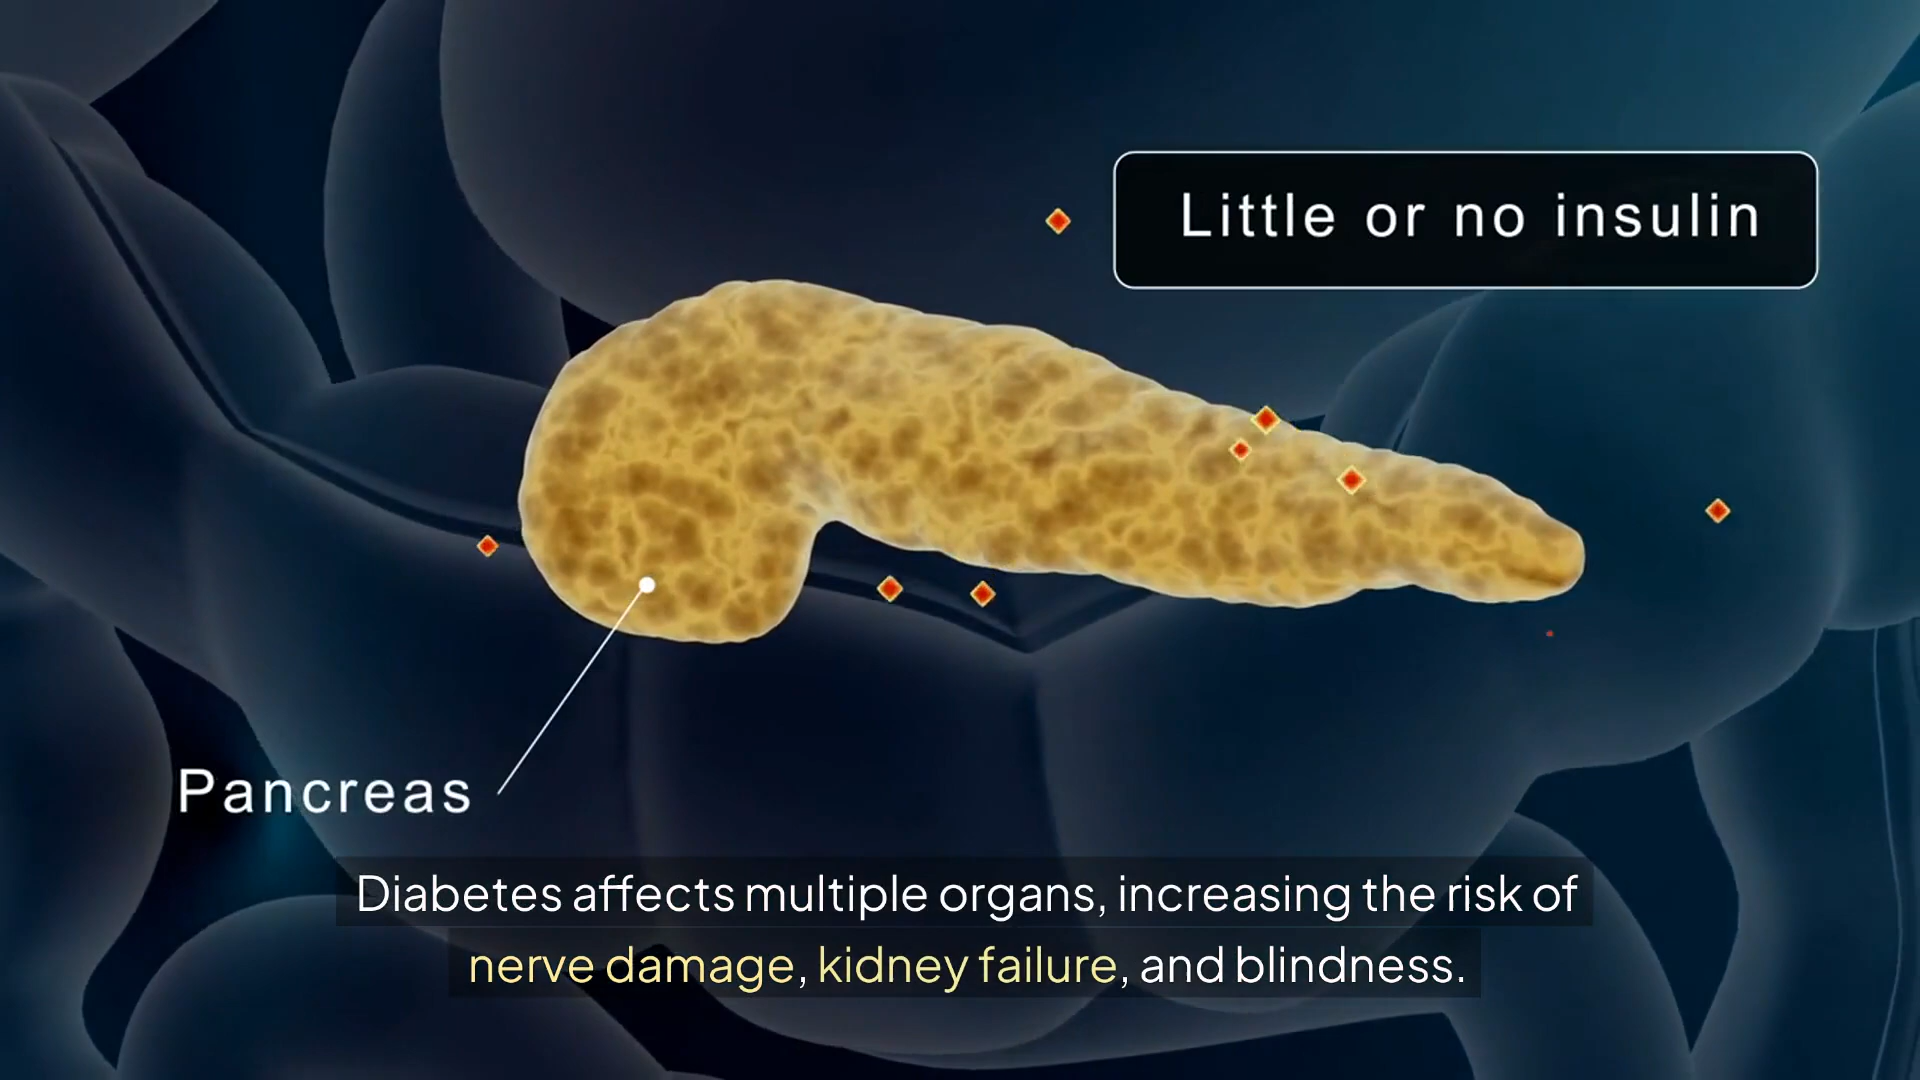 Little or no insulin
Pancreas
Diabetes affects multiple organs, increasing the risk of
nerve damage, kidney failure, and blindness.